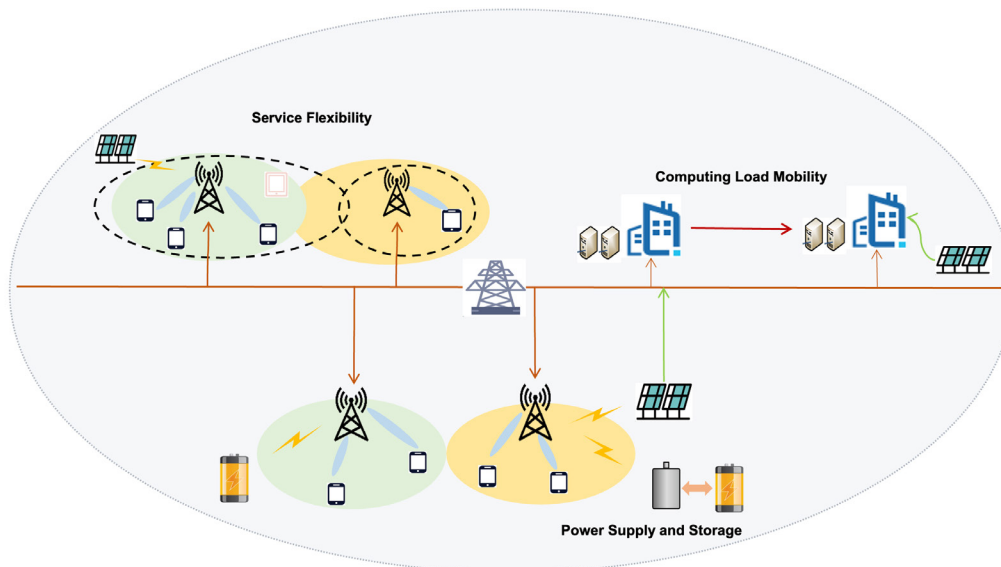 Service Flexibility
Computing Load Mobility
Power Supply and Storage